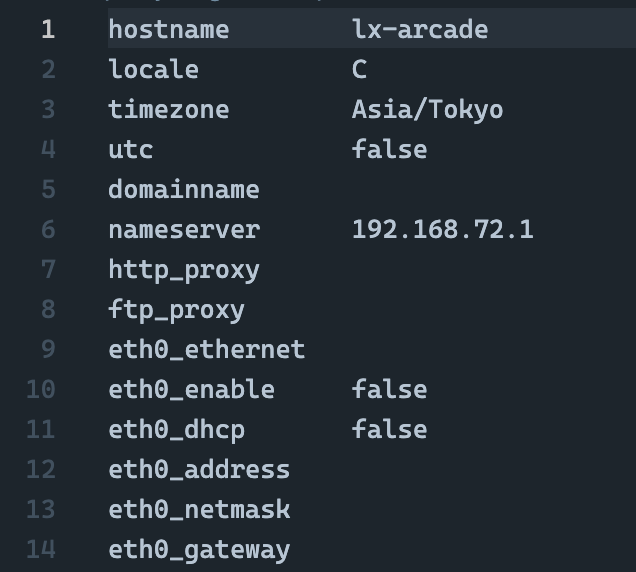 1 hostname lx-arcade
2 locale C
3 timezone Asia/Tokyo
4 utc false
5 domainname
6 nameserver 192.168.72.1
7 http_proxy
8 ftp_proxy
9 eth0_ethernet
10 eth0_enable false
11 eth0_dhcp false
12 eth0_address
13 eth0_netmask
14 eth0_gateway